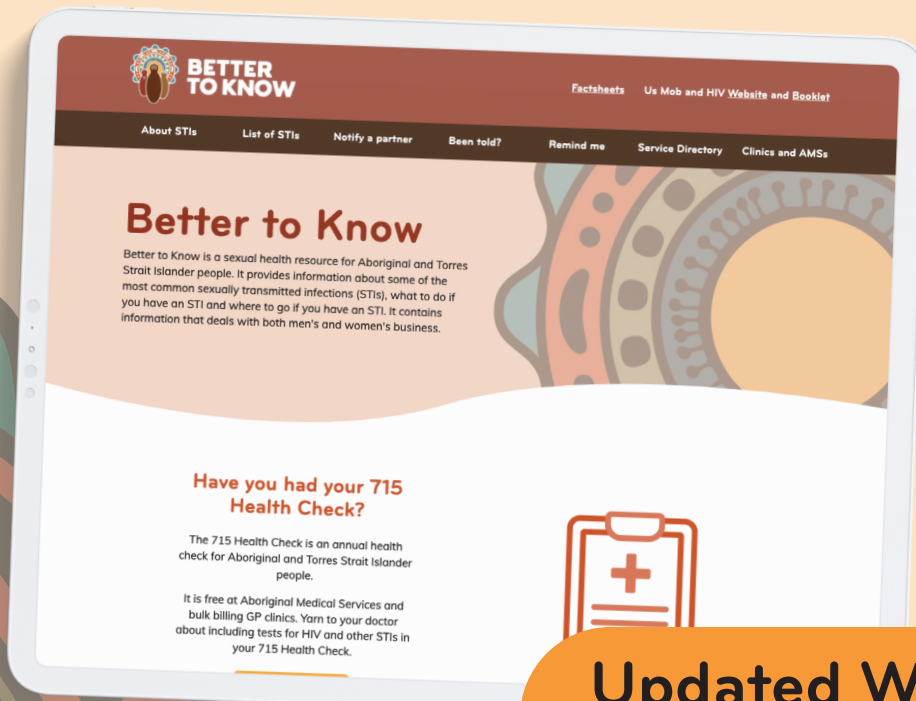 BETTER
TO KNOW
Factsheets Us Mob and HIV Website and Booklet
About STIs List of STIs Notify a partner Been told? Remind me Service Directory Clinics and AMSs
Better to Know
Better to Know is a sexual health resource for Aboriginal and Torres
Strait Islander people. It provides information about some of the
most common sexually transmitted infections (STIs), what to do if
you have an STI and where to go if you have an STI. It contains
information that deals with both men's and women's business.
Have you had your 715
Health Check?
The 715 Health Check is an annual health
check for Aboriginal and Torres Strait Islander
people.
It is free at Aboriginal Medical Services and
bulk billing GP clinics. Yarn to your doctor
about including tests for HIV and other STIs in
your 715 Health Check.
Updated W